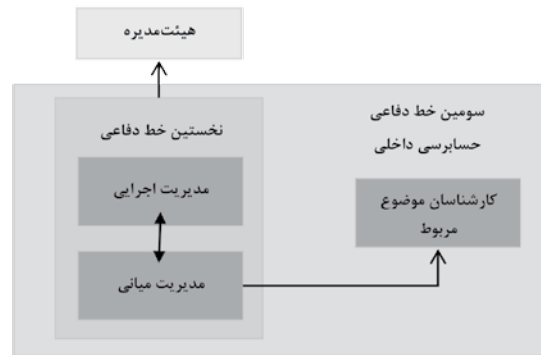 هیئت‌مدیره
سومین خط دفاعی
حسابرسی داخلی
نخستین خط دفاعی
مدیریت اجرایی
کارشناسان موضوع
مربوط
مدیریت میانی